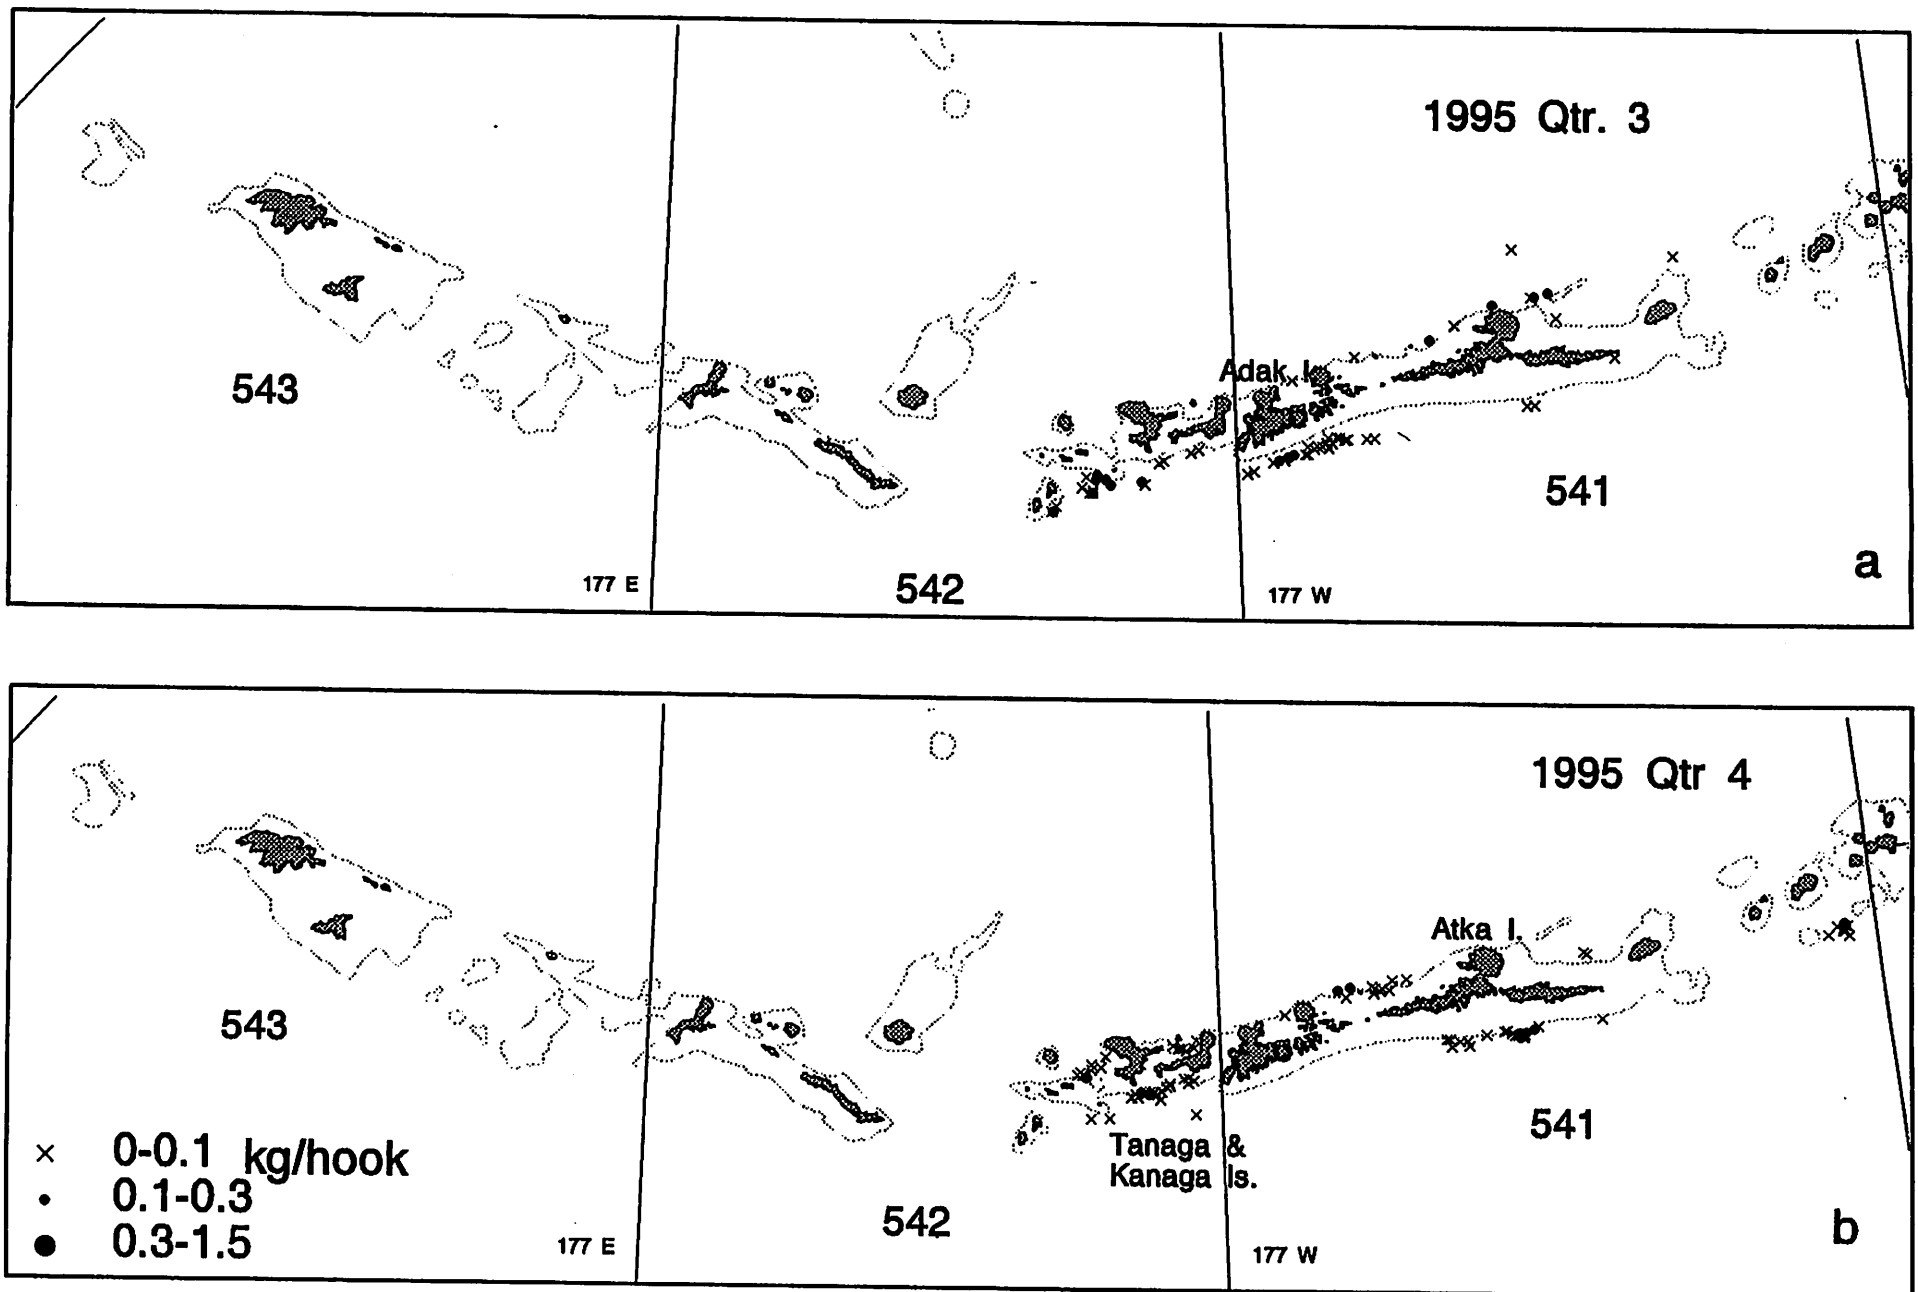 1995 Qtr. 3
Adak I.
543
541
177 E
542
177 W
a
1995 Qtr 4
Atka I.
543
541
Tanaga &
Kanaga Is.
0-0.1 kg/hook
0.1-0.3
0.3-1.5
542
177 E
177 W
b